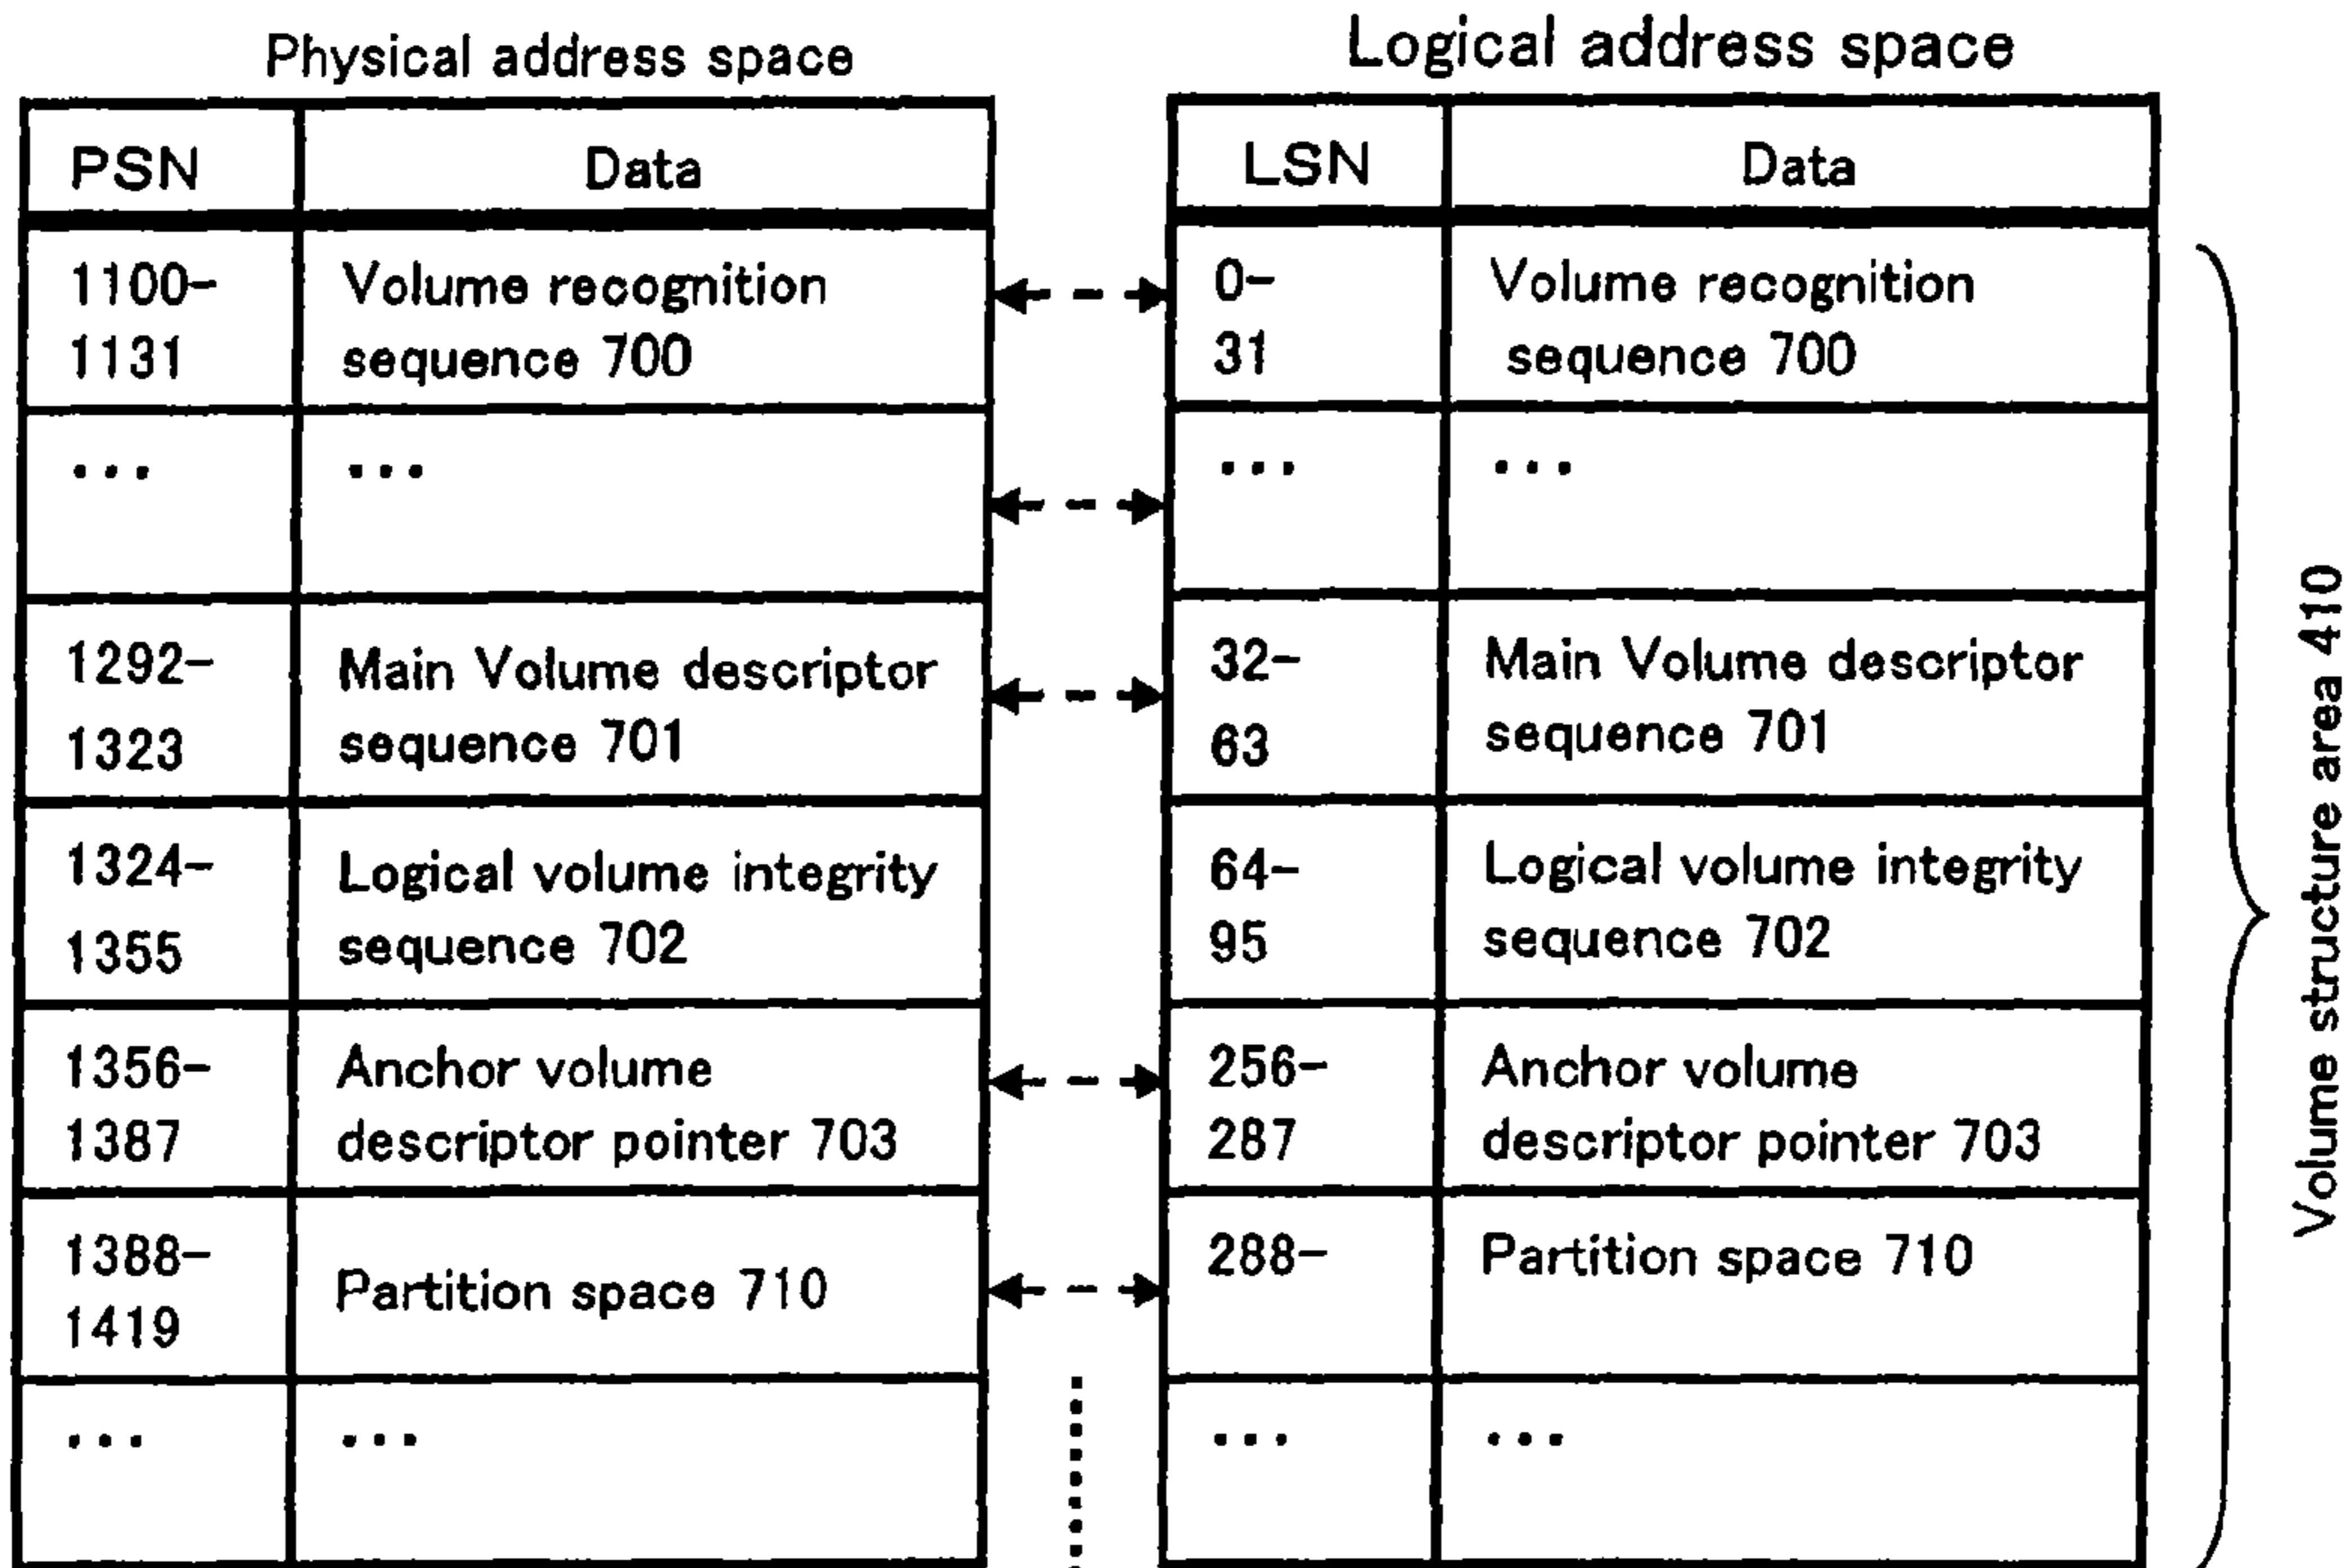 Physical address space
PSN
Data
1100-
1131
Volume recognition
sequence 700
...
...
1292-
1323
Main Volume descriptor
sequence 701
1324-
1355
Logical volume integrity
sequence 702
1356-
1387
Anchor volume
descriptor pointer 703
1388-
1419
Partition space 710
...
...
Logical address space
LSN
Data
0-
31
Volume recognition
sequence 700
...
...
32-
63
Main Volume descriptor
sequence 701
64-
95
Logical volume integrity
sequence 702
256-
287
Anchor volume
descriptor pointer 703
288-
Partition space 710
...
...
Volume structure area 410